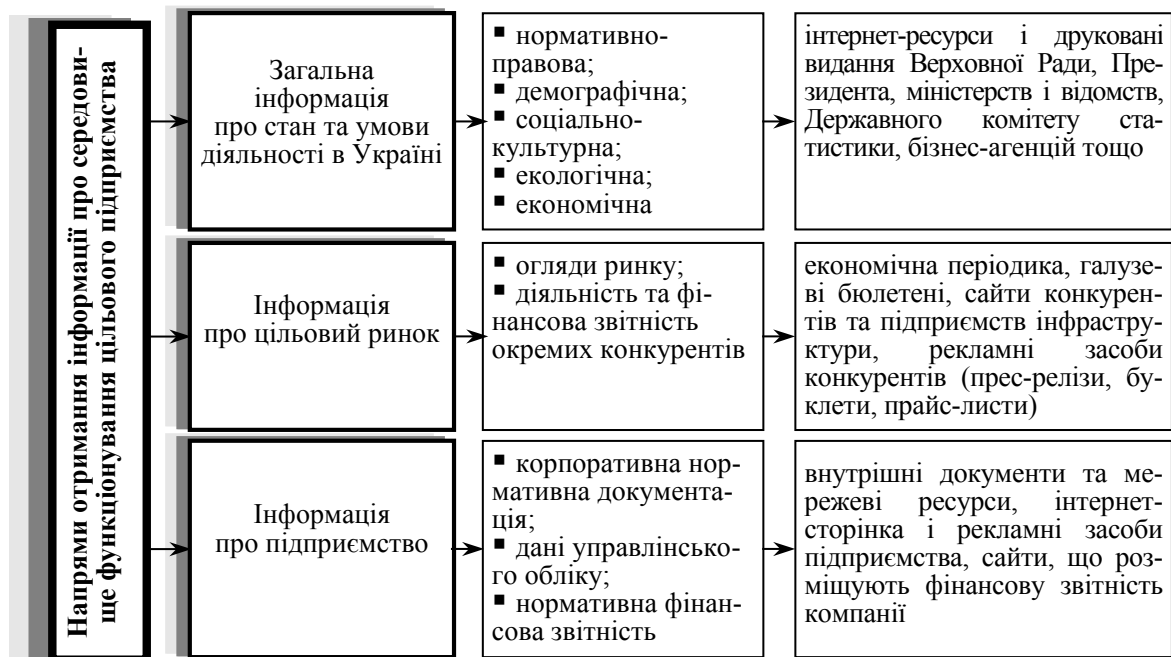 Напрями отримання інформації про середови-
ще функціонування цільового підприємства
Загальна
інформація
про стан та умови
діяльності в Україні
▪ нормативно-
правова;
▪ демографічна;
▪ соціально-
культурна;
▪ екологічна;
▪ економічна
інтернет-ресурси і друковані
видання Верховної Ради, Пре-
зидента, міністерств і відомств,
Державного комітету ста-
тистики, бізнес-агенцій тощо
Інформація
про цільовий ринок
▪ огляди ринку;
▪ діяльність та фі-
нансова звітність
окремих конкурентів
економічна періодика, галузе-
ві бюлетені, сайти конкурен-
тів та підприємств інфраструк-
ктури, рекламні засоби
конкурентів (прес-релізи, бу-
клети, прайс-листи)
Інформація
про підприємство
▪ корпоративна нор-
мативна документа-
ція;
▪ дані управлінсько-
го обліку;
▪ нормативна фінан-
сова звітність
внутрішні документи та ме-
режеві ресурси, інтернет-
сторінка і рекламні засоби
підприємства, сайти, що роз-
міщують фінансову звітність
компанії